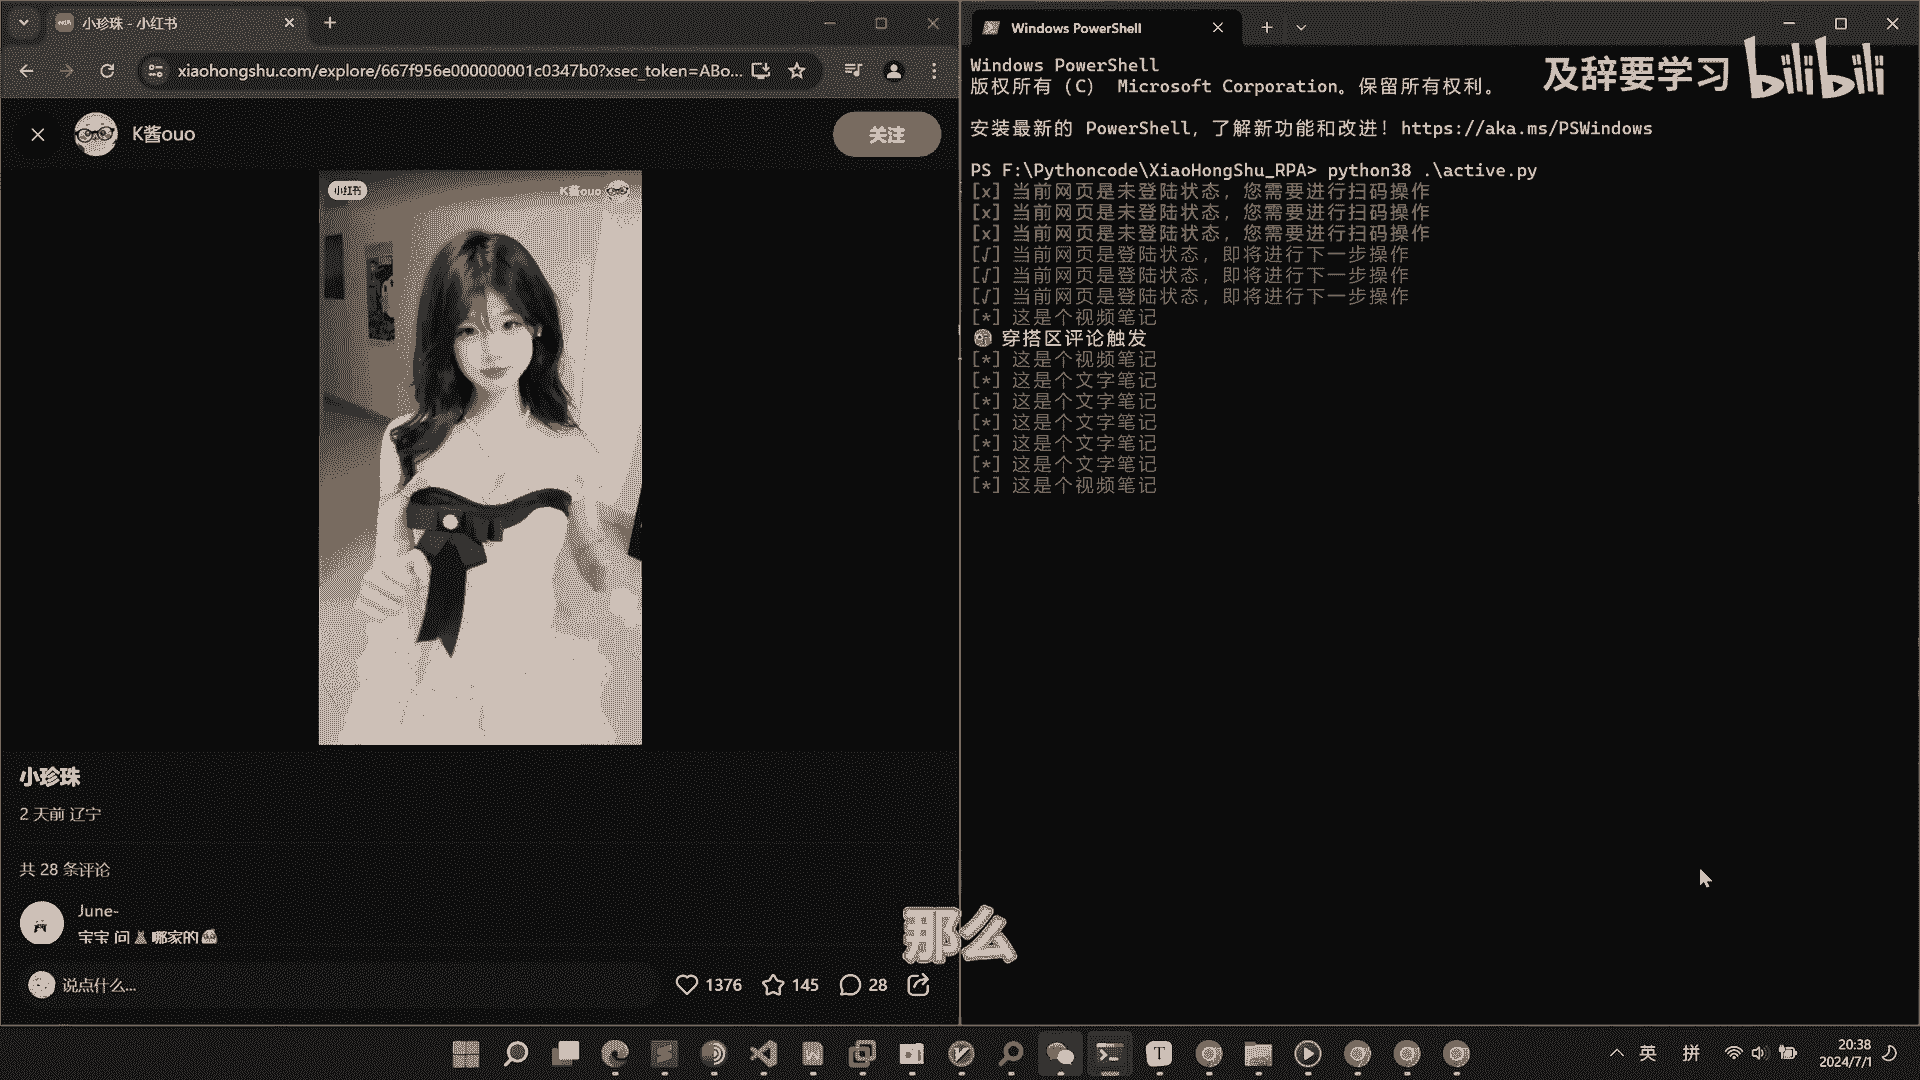 小珍珠 - 小红书
xiaohongshu.com/explore/667f956e000000001c0347b0?xsec_token=ABo...
K酱ouo
关注
小红书
K酱ouo
小珍珠
2 天前 辽宁
共 28 条评论
June-
宝宝 问👗哪家的
说点什么...
1376
145
28
Windows PowerShell
及辞要学习 bilibili
Windows PowerShell
版权所有 (C) Microsoft Corporation。保留所有权利。
安装最新的 PowerShell，了解新功能和改进！https://aka.ms/PSWindows
PS F:\Pythoncode\XiaoHongShu_RPA> python38 .\active.py
[x] 当前网页是未登陆状态，您需要进行扫码操作
[x] 当前网页是未登陆状态，您需要进行扫码操作
[x] 当前网页是未登陆状态，您需要进行扫码操作
[√] 当前网页是登陆状态，即将进行下一步操作
[√] 当前网页是登陆状态，即将进行下一步操作
[√] 当前网页是登陆状态，即将进行下一步操作
[*] 这是个视频笔记
穿搭区评论触发
[*] 这是个视频笔记
[*] 这是个文字笔记
[*] 这是个文字笔记
[*] 这是个文字笔记
[*] 这是个文字笔记
[*] 这是个文字笔记
[*] 这是个视频笔记
那么
英
拼
20:38
2024/7/1